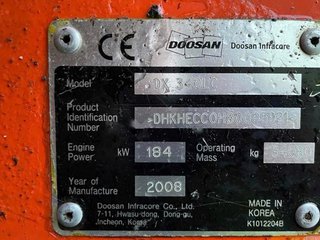 CE DOOSAN Doosan Infracore
Model
Product
Identification
Number
Engine
Power kW 184 Operating
Mass kg
Year of
Manufacture 2008
Doosan Infracore Co., Ltd.
7-11, Hwasu-dong, Dong-gu,
Incheon, Korea
MADE IN
KOREA
K1012204B